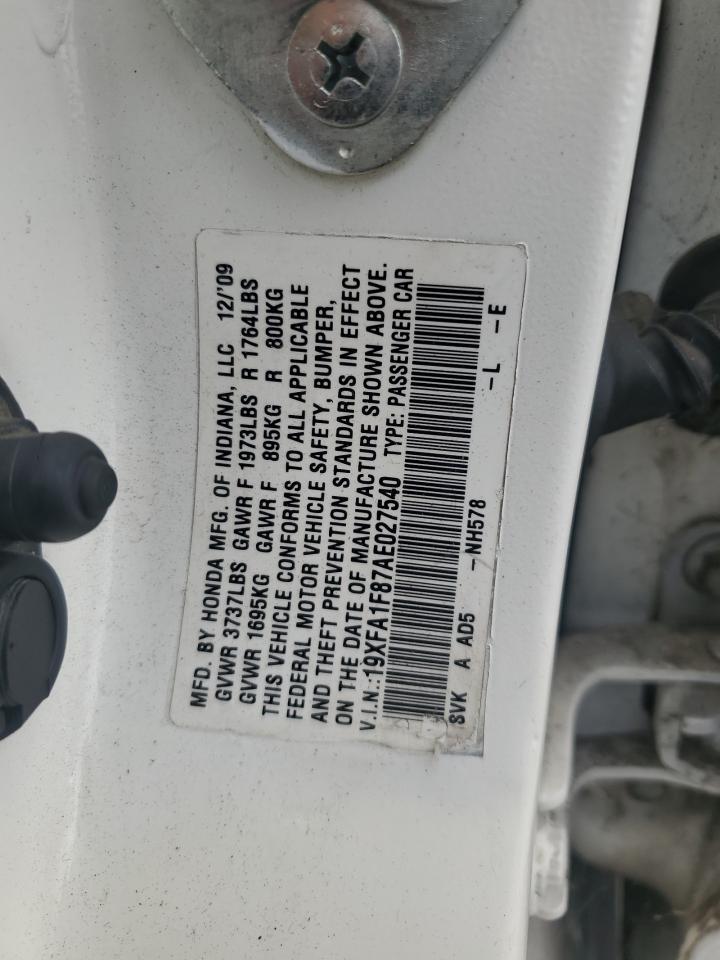 MFD. BY HONDA MFG. OF INDIANA, LLC 12/'09
GVWR 3737LBS GAWR F 1973LBS R 1764LBS
GVWR 1695KG GAWR F 895KG R 800KG
THIS VEHICLE CONFORMS TO ALL APPLICABLE
FEDERAL MOTOR VEHICLE SAFETY, BUMPER,
AND THEFT PREVENTION STANDARDS IN EFFECT
ON THE DATE OF MANUFACTURE SHOWN ABOVE.
V.I.N.:19XFA1F87AE027540 TYPE: PASSENGER CAR
SVK A AD5 -NH578 -L -E